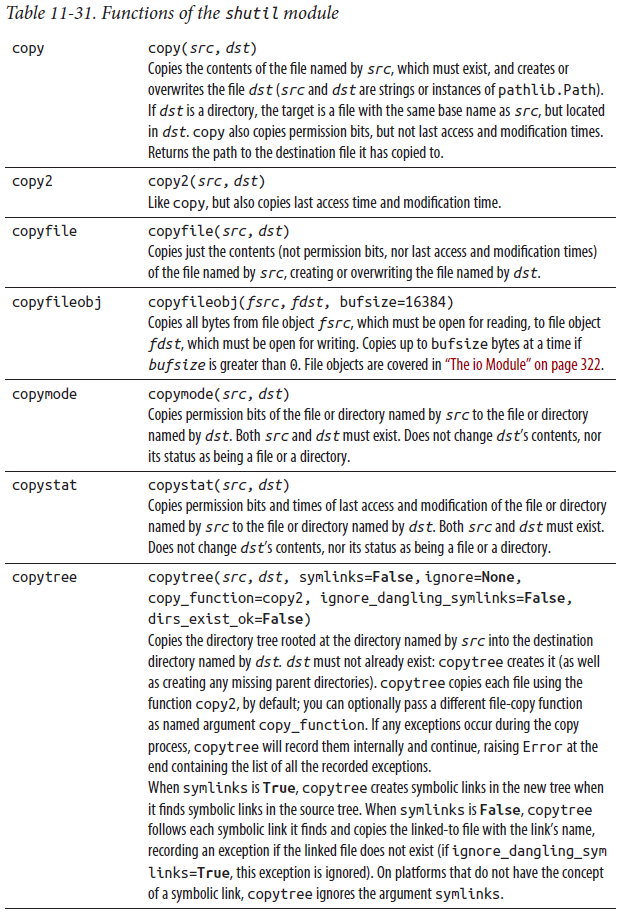 Table 11-31. Functions of the shutil module
copy
copy(src, dst)
Copies the contents of the file named by src, which must exist, and creates or
overwrites the file dst (src and dst are strings or instances of pathlib.Path).
If dst is a directory, the target is a file with the same base name as src, but located
in dst. copy also copies permission bits, but not last access and modification times.
Returns the path to the destination file it has copied to.
copy2
copy2(src, dst)
Like copy, but also copies last access time and modification time.
copyfile
copyfile(src, dst)
Copies just the contents (not permission bits, nor last access and modification times)
of the file named by src, creating or overwriting the file named by dst.
copyfileobj
copyfileobj(fsrc, fdst, bufsize=16384)
Copies all bytes from file object fsrc, which must be open for reading, to file object
fdst, which must be open for writing. Copies up to bufsize bytes at a time if
bufsize is greater than 0. File objects are covered in “The io Module” on page 322.
copymode
copymode(src, dst)
Copies permission bits of the file or directory named by src to the file or directory
named by dst. Both src and dst must exist. Does not change dst’s contents, nor
its status as being a file or a directory.
copystat
copystat(src, dst)
Copies permission bits and times of last access and modification of the file or directory
named by src to the file or directory named by dst. Both src and dst must exist.
Does not change dst’s contents, nor its status as being a file or a directory.
copytree
copytree(src, dst, symlinks=False, ignore=None,
copy_function=copy2, ignore_dangling_symlinks=False,
dirs_exist_ok=False)
Copies the directory tree rooted at the directory named by src into the destination
directory named by dst. dst must not already exist: copytree creates it (as well
as creating any missing parent directories). copytree copies each file using the
function copy2, by default; you can optionally pass a different file-copy function
as named argument copy_function. If any exceptions occur during the copy
process, copytree will record them internally and continue, raising Error at the
end containing the list of all the recorded exceptions.
When symlinks is True, copytree creates symbolic links in the new tree when
it finds symbolic links in the source tree. When symlinks is False, copytree
follows each symbolic link it finds and copies the linked-to file with the link’s name,
recording an exception if the linked file does not exist (if ignore_dangling_sym
links=True, this exception is ignored). On platforms that do not have the concept
of a symbolic link, copytree ignores the argument symlinks.